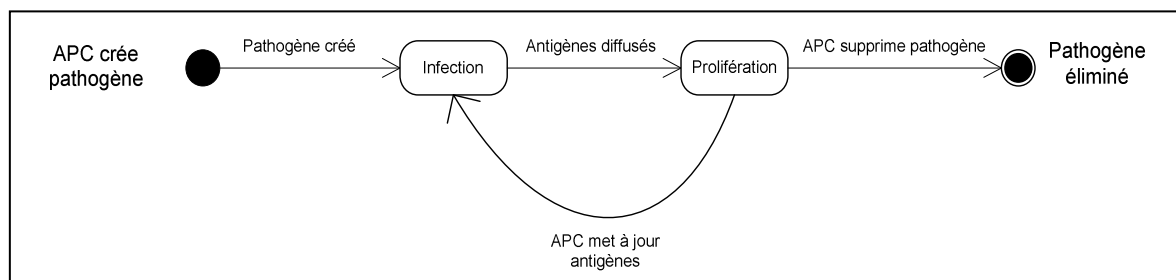 APC crée
pathogène
Pathogène créé
Infection
Antigènes diffusés
Prolifération
APC supprime pathogène
Pathogène
éliminé
APC met à jour
antigènes